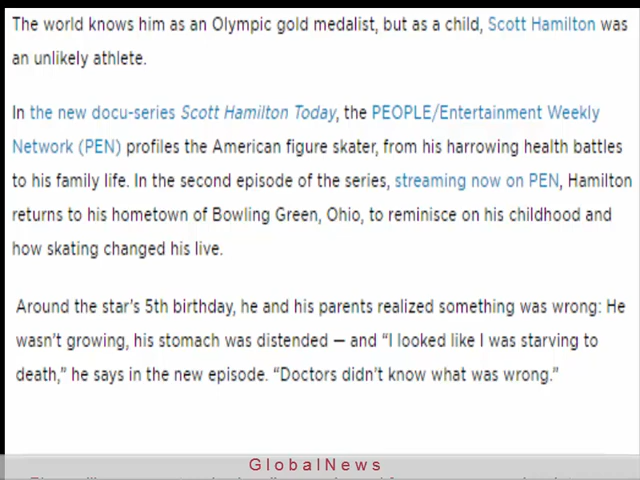 The world knows him as an Olympic gold medalist, but as a child, Scott Hamilton was
an unlikely athlete.
In the new docu-series Scott Hamilton Today, the PEOPLE/Entertainment Weekly
Network (PEN) profiles the American figure skater, from his harrowing health battles
to his family life. In the second episode of the series, streaming now on PEN, Hamilton
returns to his hometown of Bowling Green, Ohio, to reminisce on his childhood and
how skating changed his live.
Around the star's 5th birthday, he and his parents realized something was wrong: He
wasn't growing, his stomach was distended — and “I looked like I was starving to
death,” he says in the new episode. “Doctors didn't know what was wrong.”
GlobalNews